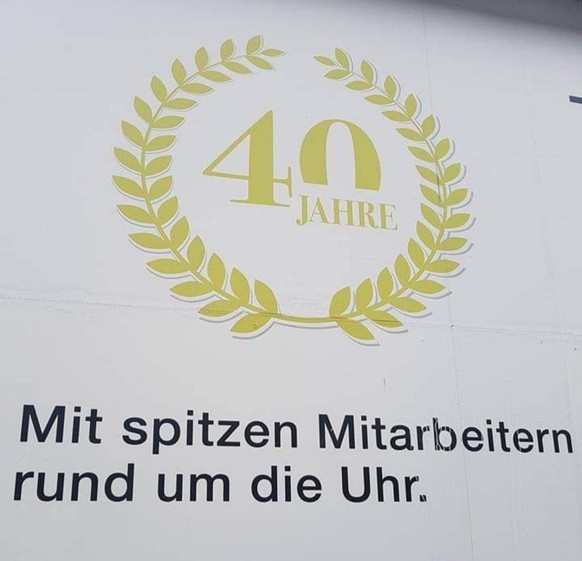 40
JAHRE
Mit spitzen Mitarbeitern
rund um die Uhr.